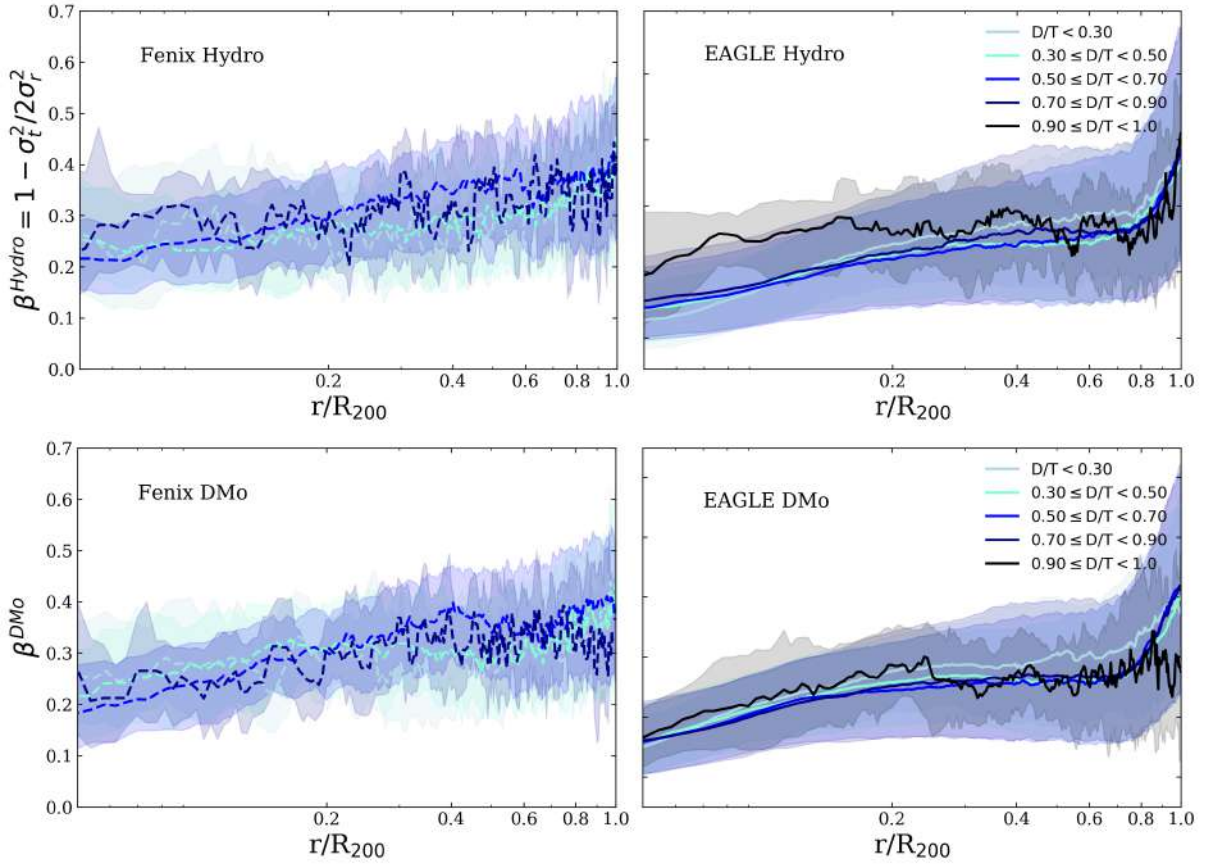 0.7
0.6
0.5
0.4
0.3
0.2
0.1
0.0
β^Hydro = 1 − σ_t^2/2σ_r^2
Fenix Hydro
0.2
0.4
0.6
0.8
1.0
r/R_200
EAGLE Hydro
D/T < 0.30
0.30 ≤ D/T < 0.50
0.50 ≤ D/T < 0.70
0.70 ≤ D/T < 0.90
0.90 ≤ D/T < 1.0
0.2
0.4
0.6
0.8
1.0
r/R_200
0.7
0.6
0.5
0.4
0.3
0.2
0.1
0.0
β^DMo
Fenix DMo
0.2
0.4
0.6
0.8
1.0
r/R_200
EAGLE DMo
D/T < 0.30
0.30 ≤ D/T < 0.50
0.50 ≤ D/T < 0.70
0.70 ≤ D/T < 0.90
0.90 ≤ D/T < 1.0
0.2
0.4
0.6
0.8
1.0
r/R_200